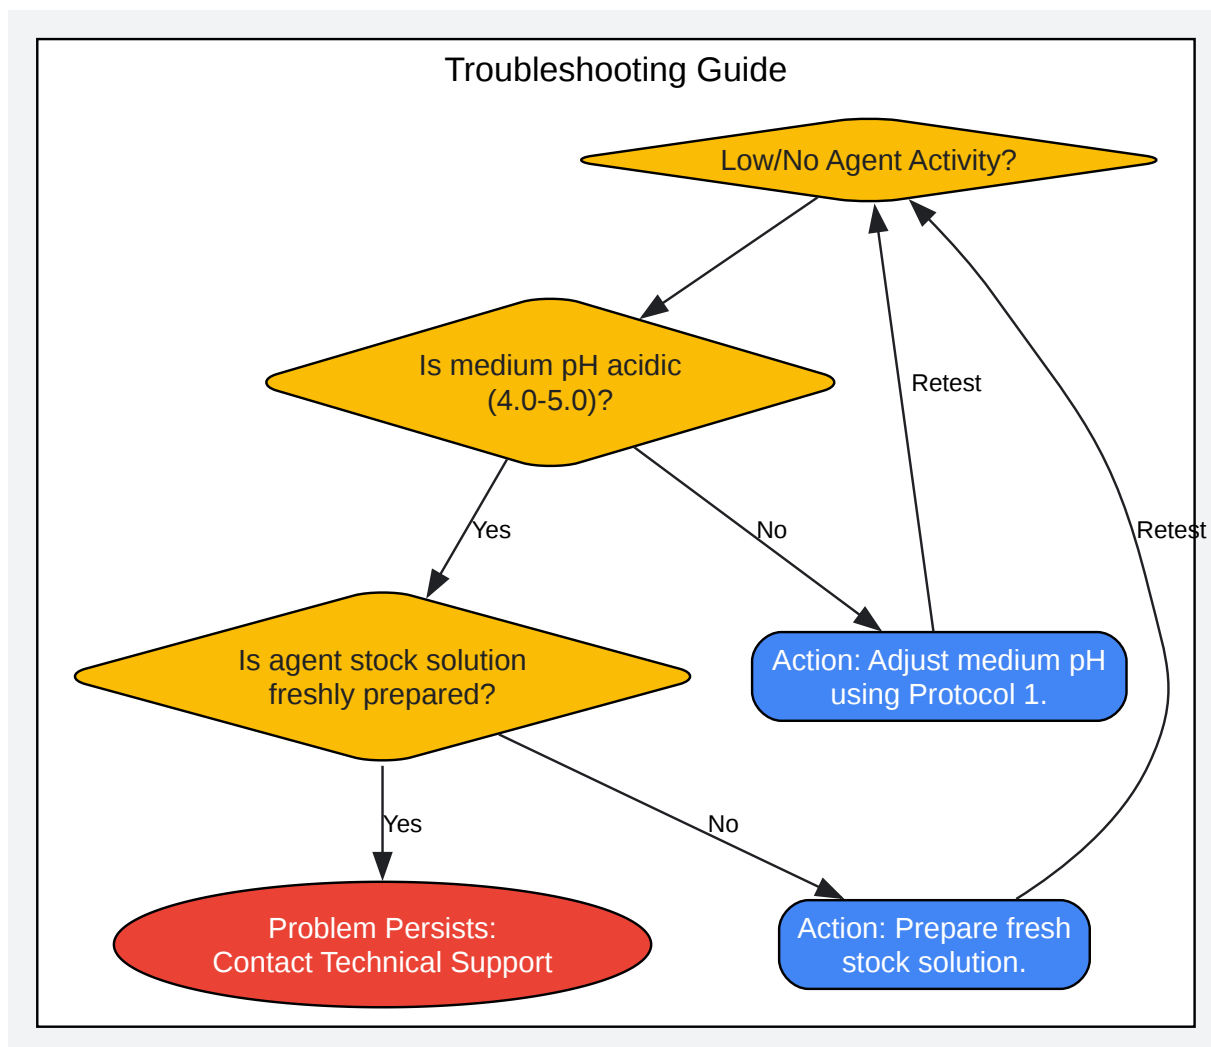 Troubleshooting Guide
Low/No Agent Activity?
Is medium pH acidic
(4.0-5.0)?
Retest
Yes
No
Retest
Is agent stock solution
freshly prepared?
Action: Adjust medium pH
using Protocol 1.
Yes
No
Problem Persists:
Contact Technical Support
Action: Prepare fresh
stock solution.